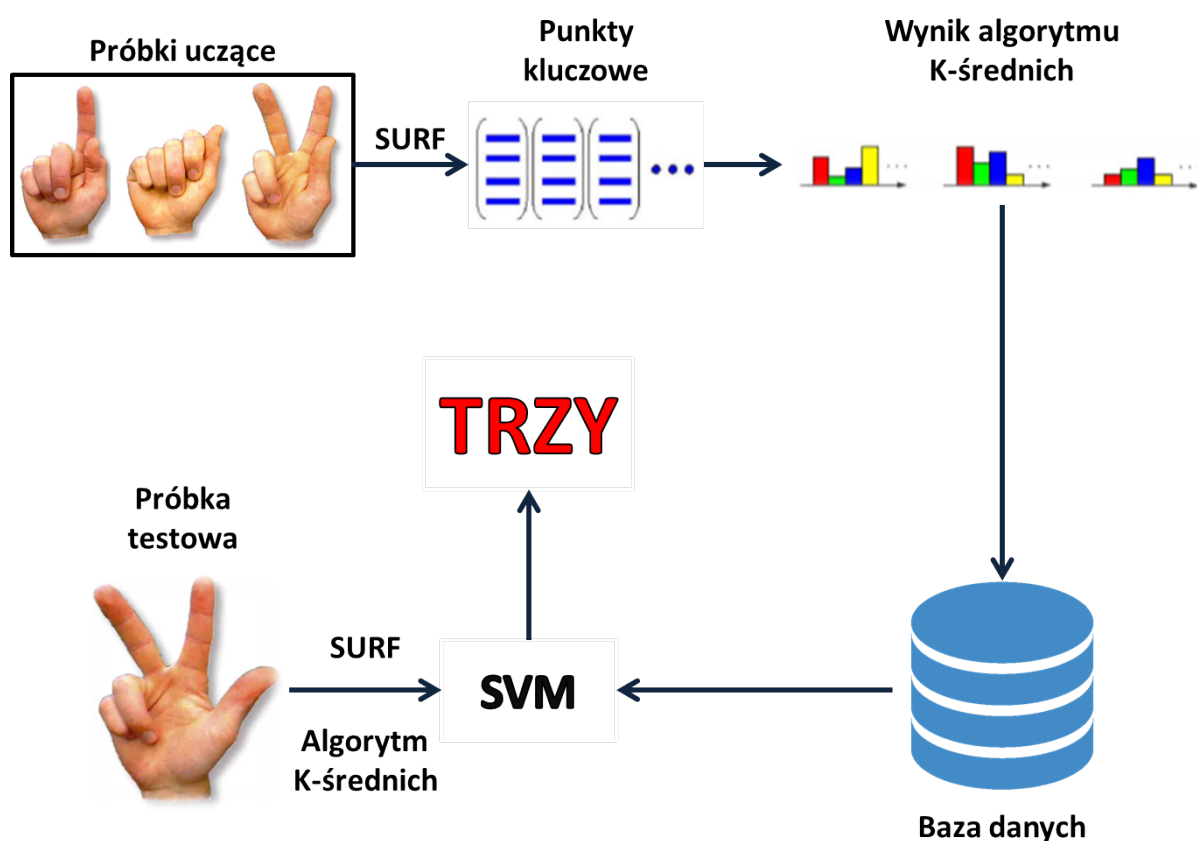 Próbki uczące
SURF
Punkty
kluczowe
Wynik algorytmu
K-średnich
TRZY
Próbka
testowa
SURF
Algorytm
K-średnich
SVM
Baza danych